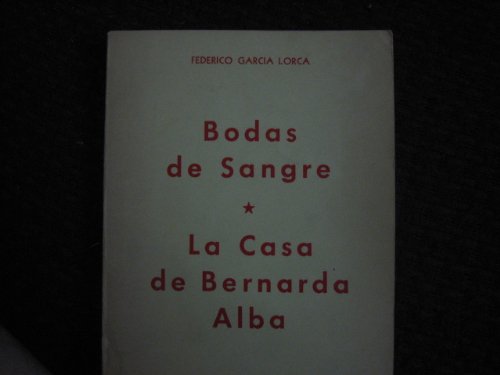 FEDERICO GARCIA LORCA
Bodas
de Sangre
★
La Casa
de Bernarda
Alba